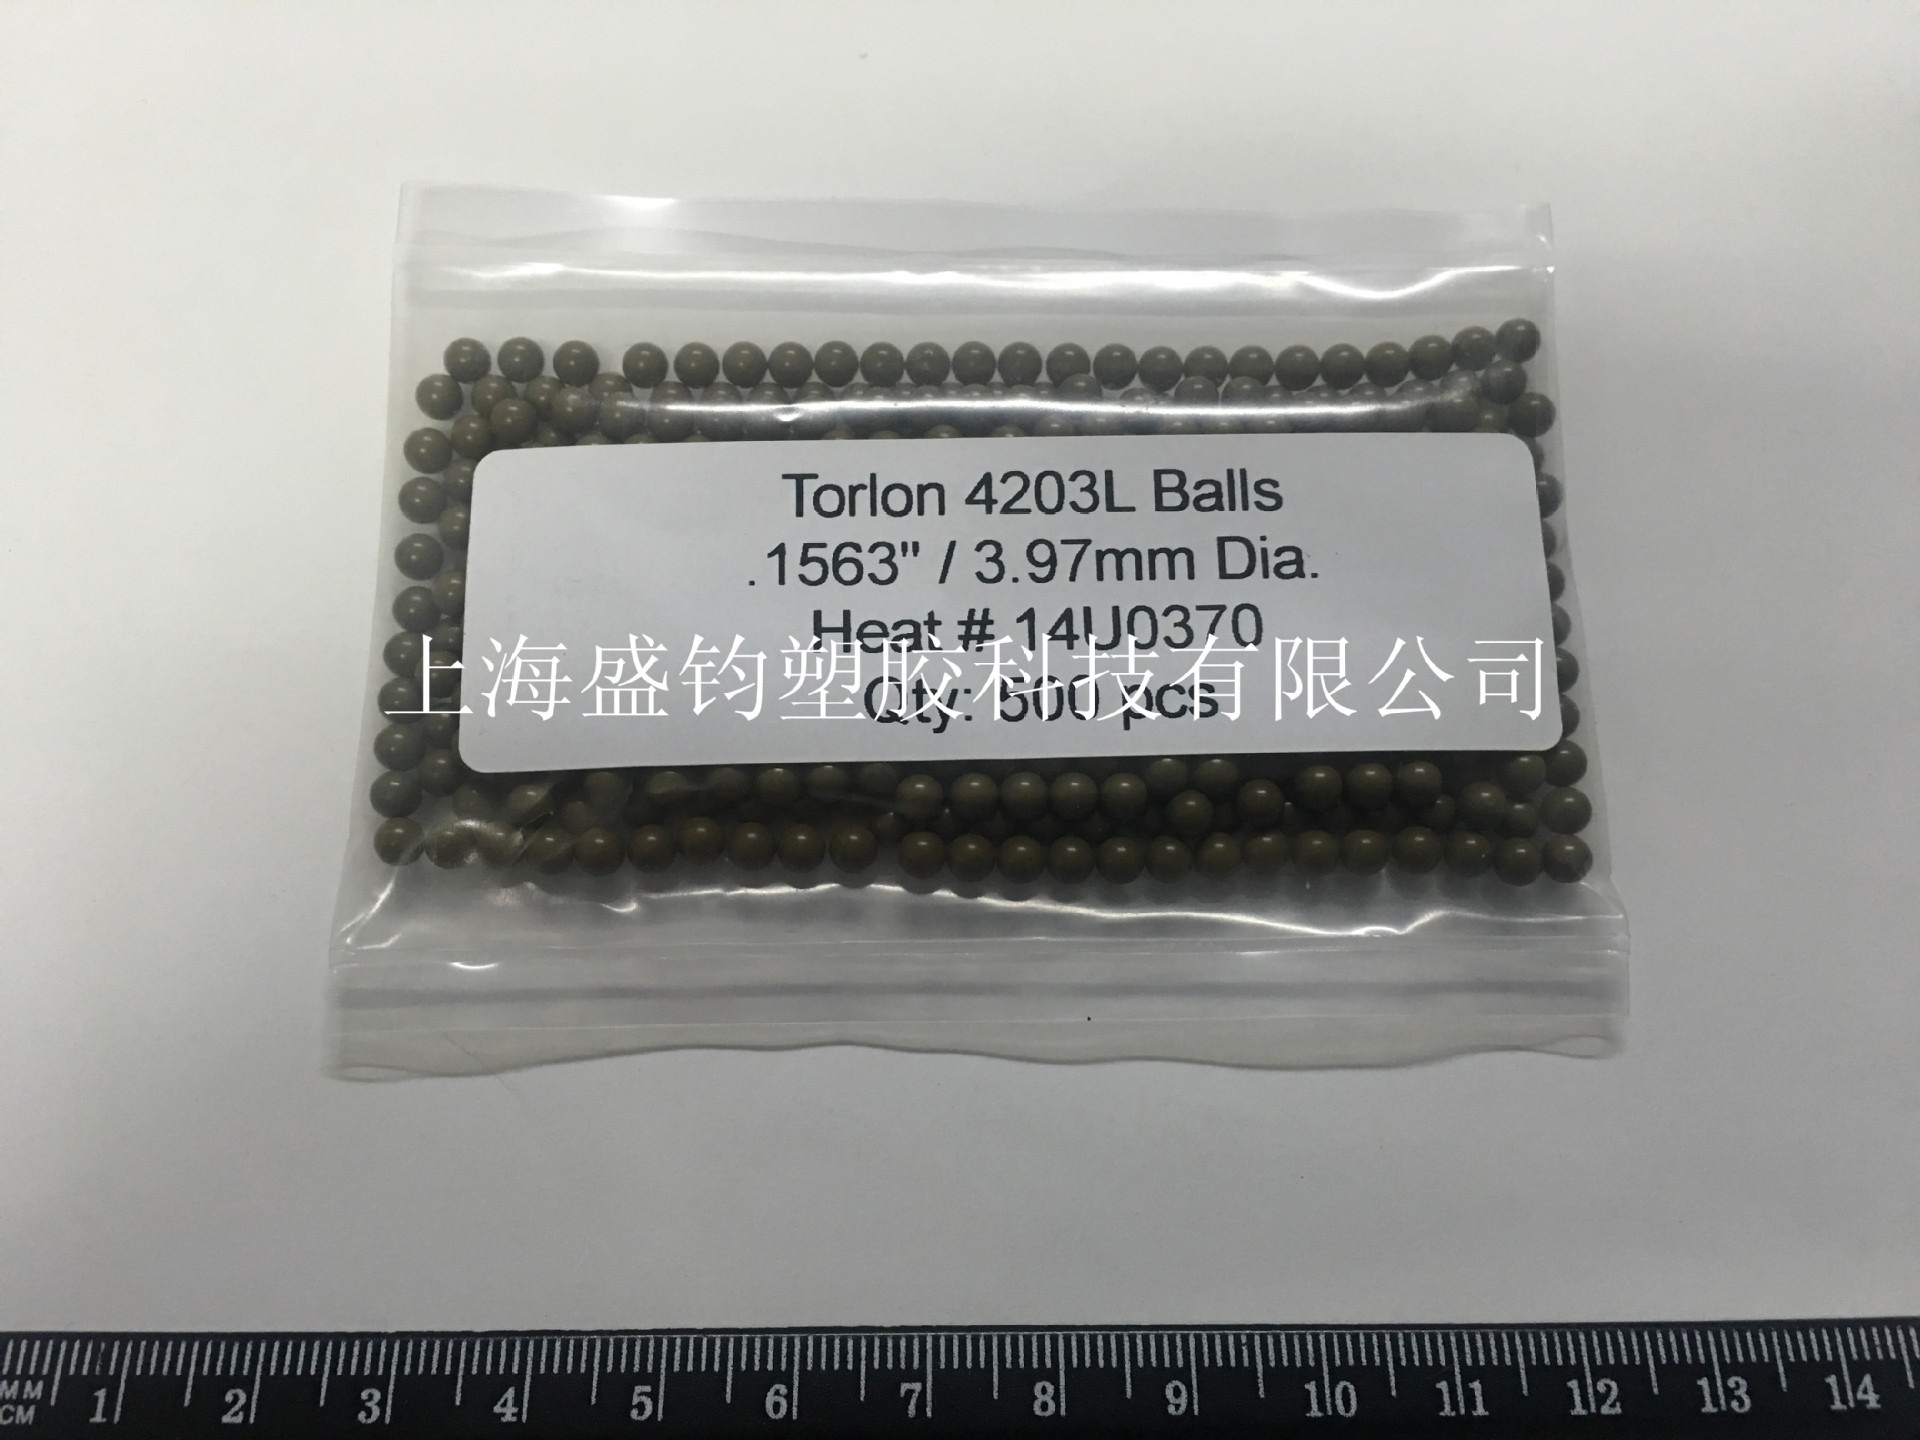 Torlon 4203L Balls
.1563" / 3.97mm Dia.
Heat # 14U0370
上海盛钧塑胶科技有限公司
Qty: 500 pcs
MM
CM
1 2 3 4 5 6 7 8 9 10 11 12 13 14